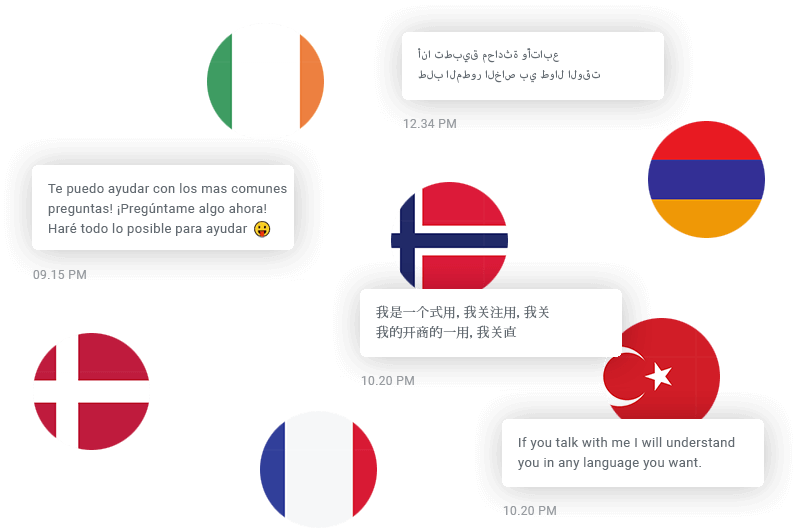 أنا تطبيق محادثة وأتابع
طلب المطور الخاص بي طوال الوقت
12.34 PM
Te puedo ayudar con los mas comunes
preguntas! ¡Pregúntame algo ahora!
Haré todo lo posible para ayudar 😜
09.15 PM
我是一个式用, 我关注用, 我关
我的开商的一用, 我关直
10.20 PM
If you talk with me I will understand
you in any language you want.
10.20 PM